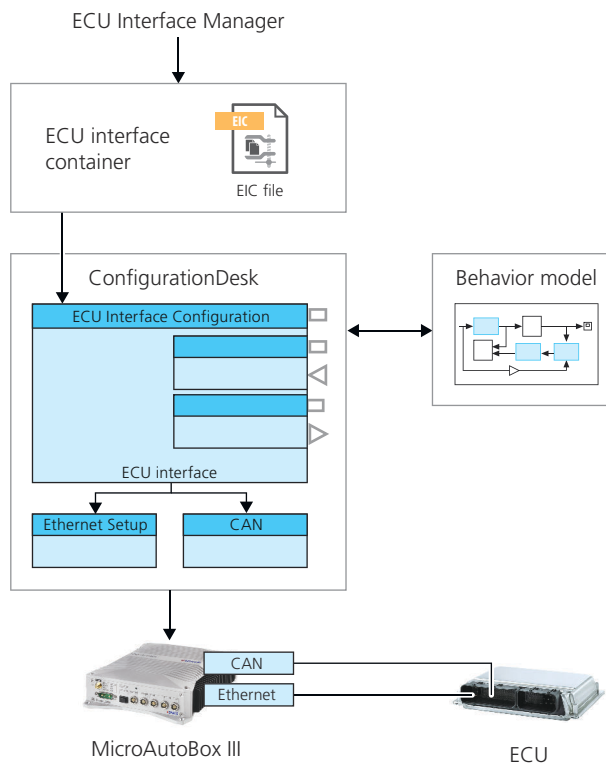 ECU Interface Manager
ECU interface
container
EIC
EIC file
ConfigurationDesk
Behavior model
ECU Interface Configuration
ECU interface
Ethernet Setup
CAN
CAN
Ethernet
MicroAutoBox III
ECU